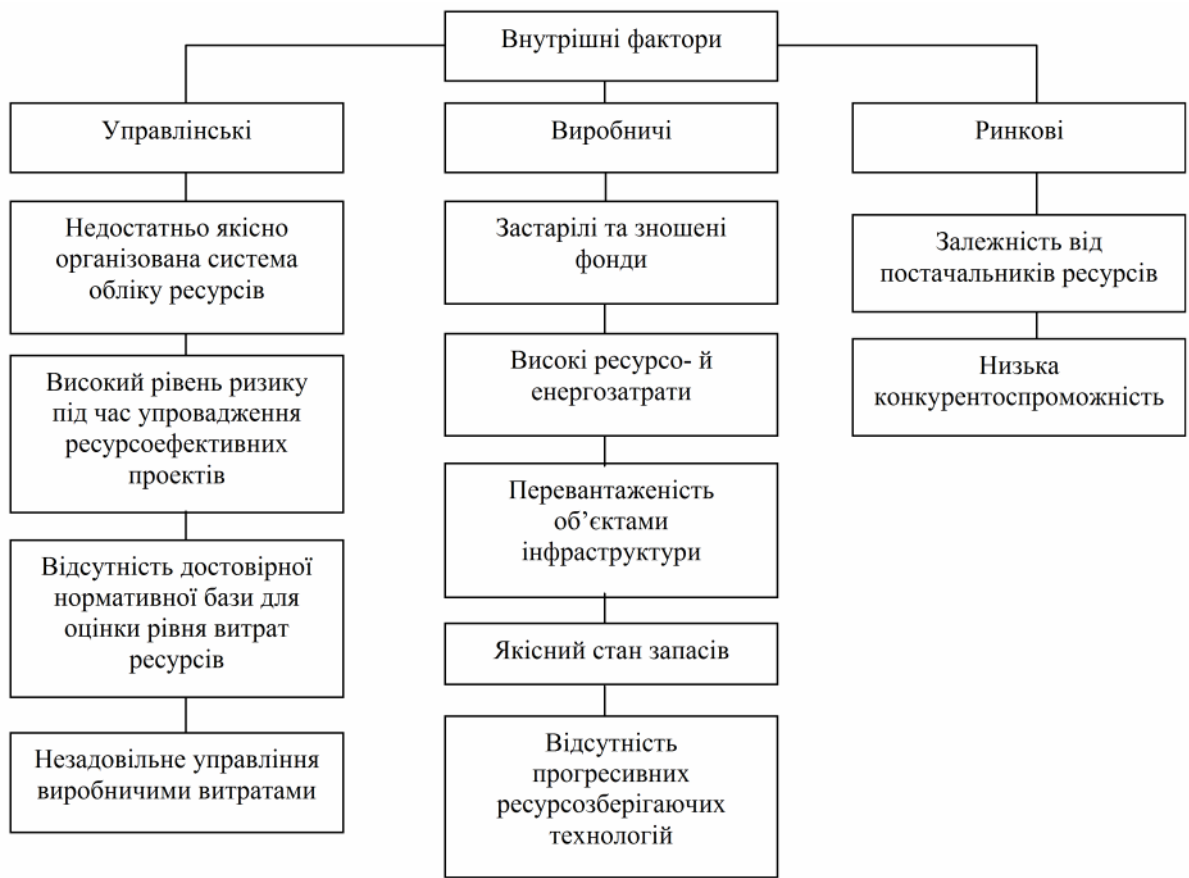 Внутрішні фактори
Управлінські
Недостатньо якісно
організована система
обліку ресурсів
Високий рівень ризику
під час упровадження
ресурсоефективних
проектів
Відсутність достовірної
нормативної бази для
оцінки рівня витрат
ресурсів
Незадовільне управління
виробничими витратами
Виробничі
Застарілі та зношені
фонди
Високі ресурсо- й
енергозатрати
Перевантаженість
об’єктами
інфраструктури
Якісний стан запасів
Відсутність
прогресивних
ресурсозберігаючих
технологій
Ринкові
Залежність від
постачальників ресурсів
Низька
конкурентоспроможність